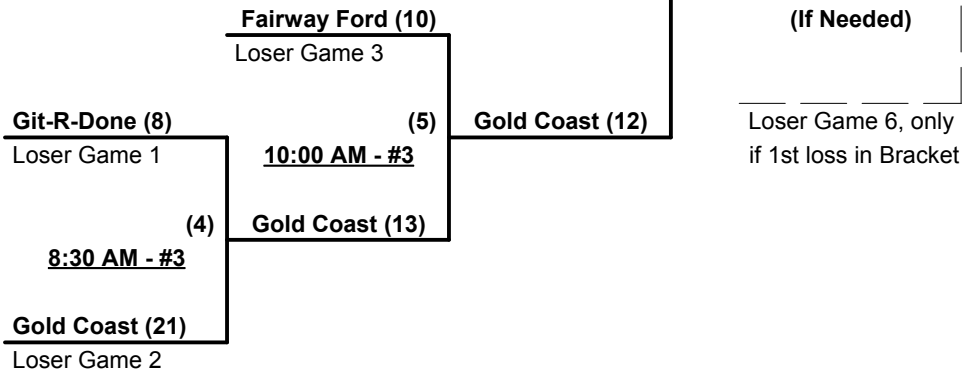 Fairway Ford (10)
(If Needed)
Loser Game 3
Git-R-Done (8)
(5)
Gold Coast (12)
Loser Game 6, only
Loser Game 1
10:00 AM - #3
if 1st loss in Bracket
(4)
Gold Coast (13)
8:30 AM - #3
Gold Coast (21)
Loser Game 2